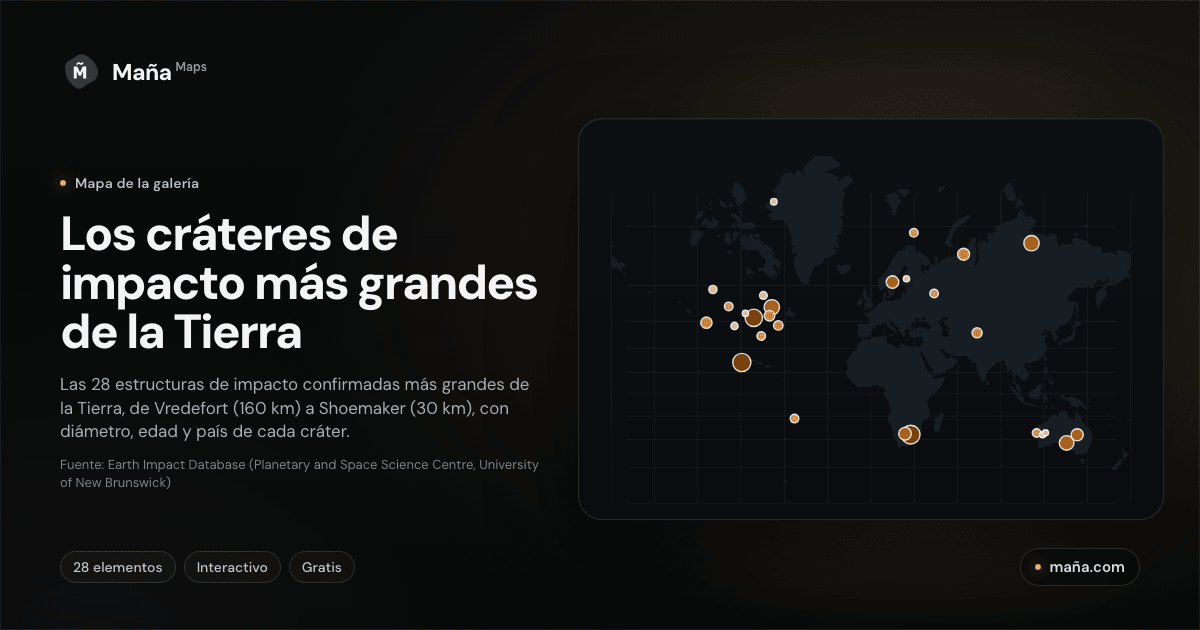 M̃
Maña Maps
Mapa de la galería
Los cráteres de
impacto más grandes
de la Tierra
Las 28 estructuras de impacto confirmadas más grandes de
la Tierra, de Vredefort (160 km) a Shoemaker (30 km), con
diámetro, edad y país de cada cráter.
Fuente: Earth Impact Database (Planetary and Space Science Centre, University
of New Brunswick)
28 elementos
Interactivo
Gratis
maña.com